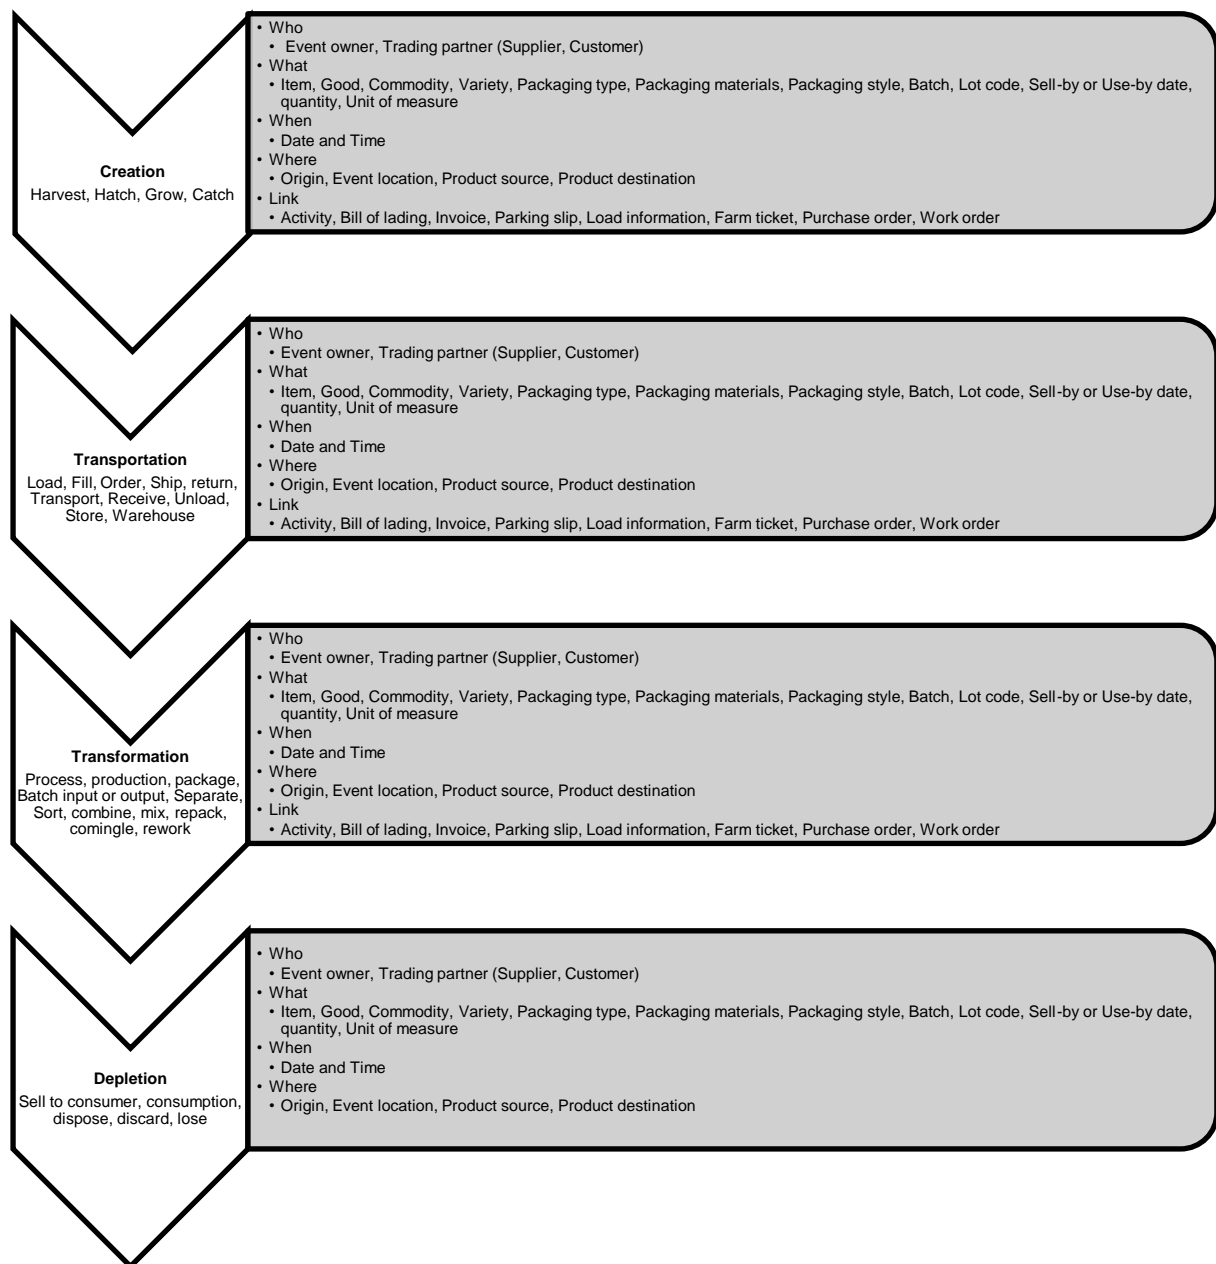 Creation
Harvest, Hatch, Grow, Catch
• Who
• Event owner, Trading partner (Supplier, Customer)
• What
• Item, Good, Commodity, Variety, Packaging type, Packaging materials, Packaging style, Batch, Lot code, Sell-by or Use-by date,
quantity, Unit of measure
• When
• Date and Time
• Where
• Origin, Event location, Product source, Product destination
• Link
• Activity, Bill of lading, Invoice, Parking slip, Load information, Farm ticket, Purchase order, Work order
Transportation
Load, Fill, Order, Ship, return,
Transport, Receive, Unload,
Store, Warehouse
• Who
• Event owner, Trading partner (Supplier, Customer)
• What
• Item, Good, Commodity, Variety, Packaging type, Packaging materials, Packaging style, Batch, Lot code, Sell-by or Use-by date,
quantity, Unit of measure
• When
• Date and Time
• Where
• Origin, Event location, Product source, Product destination
• Link
• Activity, Bill of lading, Invoice, Parking slip, Load information, Farm ticket, Purchase order, Work order
Transformation
Process, production, package,
Batch input or output, Separate,
Sort, combine, mix, repack,
comingle, rework
• Who
• Event owner, Trading partner (Supplier, Customer)
• What
• Item, Good, Commodity, Variety, Packaging type, Packaging materials, Packaging style, Batch, Lot code, Sell-by or Use-by date,
quantity, Unit of measure
• When
• Date and Time
• Where
• Origin, Event location, Product source, Product destination
• Link
• Activity, Bill of lading, Invoice, Parking slip, Load information, Farm ticket, Purchase order, Work order
Depletion
Sell to consumer, consumption,
dispose, discard, lose
• Who
• Event owner, Trading partner (Supplier, Customer)
• What
• Item, Good, Commodity, Variety, Packaging type, Packaging materials, Packaging style, Batch, Lot code, Sell-by or Use-by date,
quantity, Unit of measure
• When
• Date and Time
• Where
• Origin, Event location, Product source, Product destination